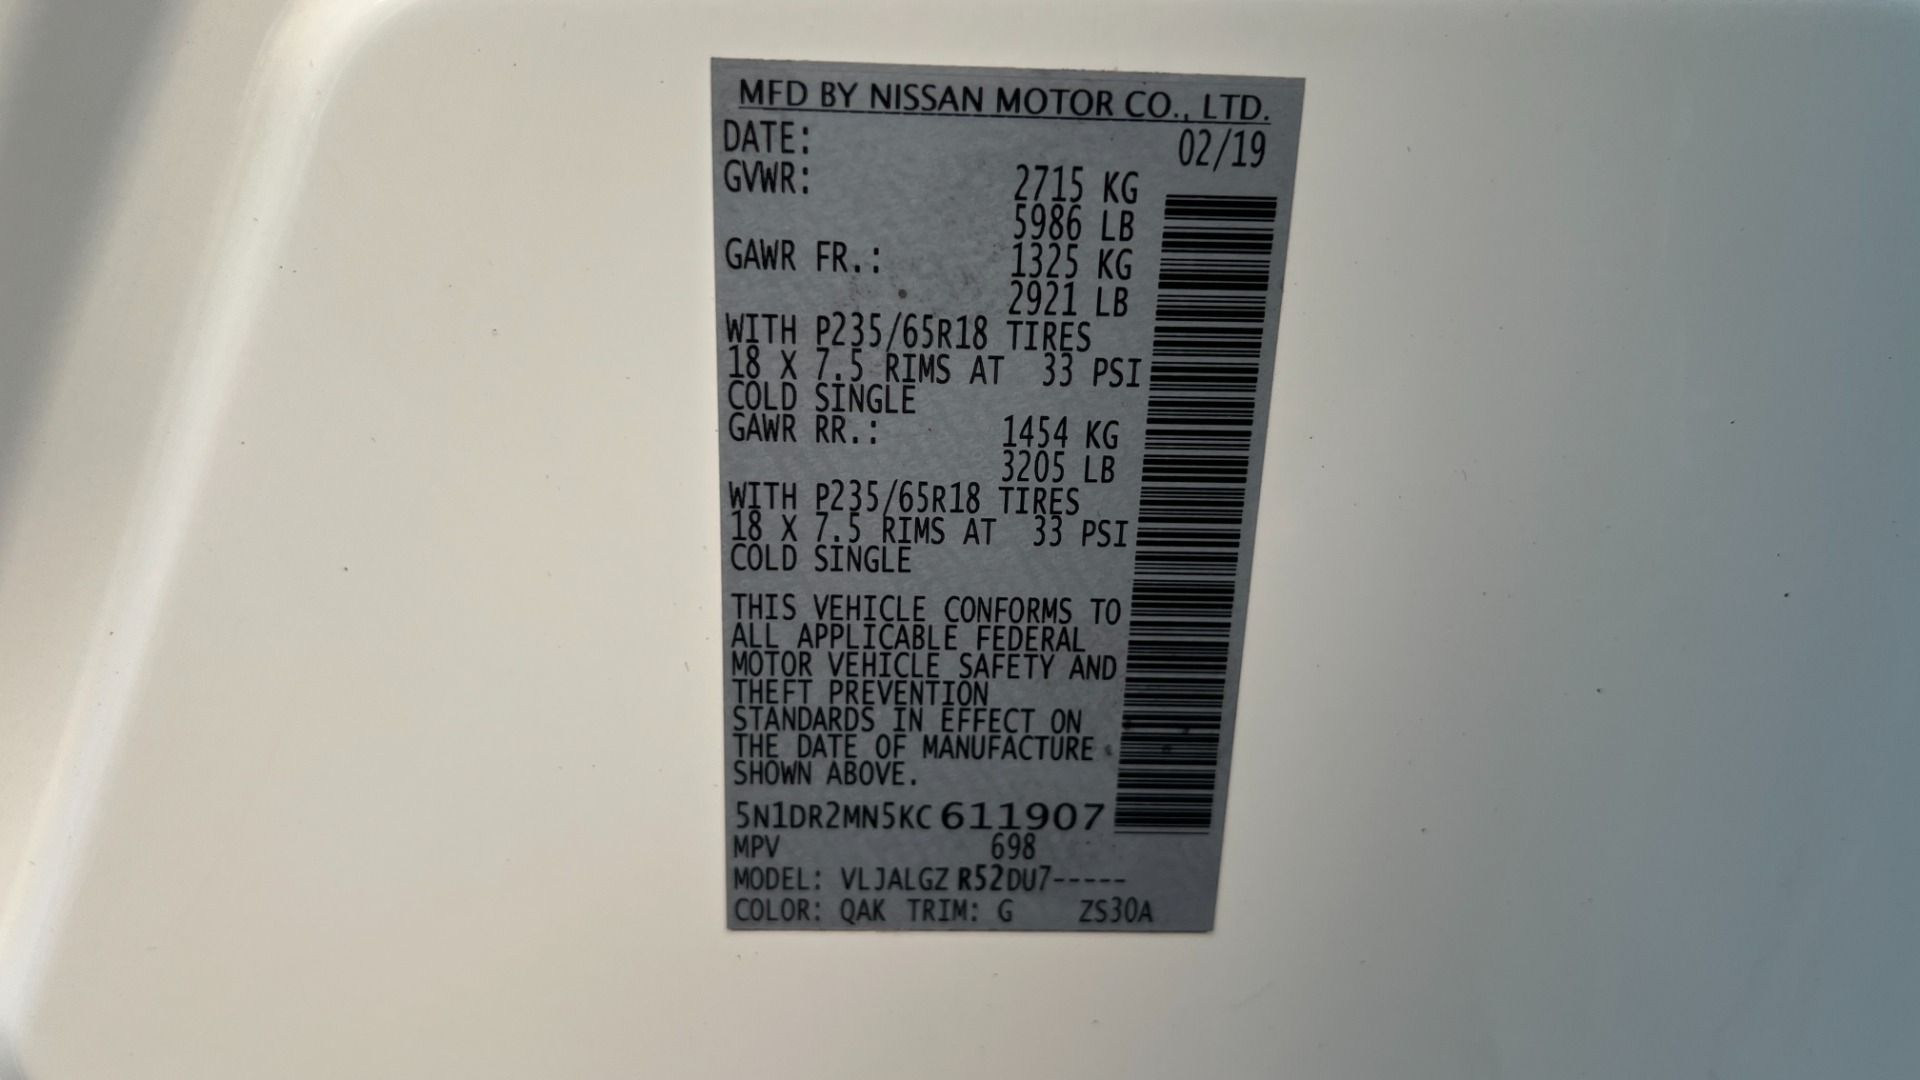 MFD BY NISSAN MOTOR CO., LTD.
DATE: 02/19
GVWR: 2715 KG
5986 LB
GAWR FR.: 1325 KG
2921 LB
WITH P235/65R18 TIRES
18 X 7.5 RIMS AT 33 PSI
COLD SINGLE
GAWR RR.: 1454 KG
3205 LB
WITH P235/65R18 TIRES
18 X 7.5 RIMS AT 33 PSI
COLD SINGLE
THIS VEHICLE CONFORMS TO
ALL APPLICABLE FEDERAL
MOTOR VEHICLE SAFETY AND
THEFT PREVENTION
STANDARDS IN EFFECT ON
THE DATE OF MANUFACTURE
SHOWN ABOVE.
5N1DR2MN5KC611907
MPV 698
MODEL: VLJALGZ R52DU7-----
COLOR: QAK TRIM: G ZS30A